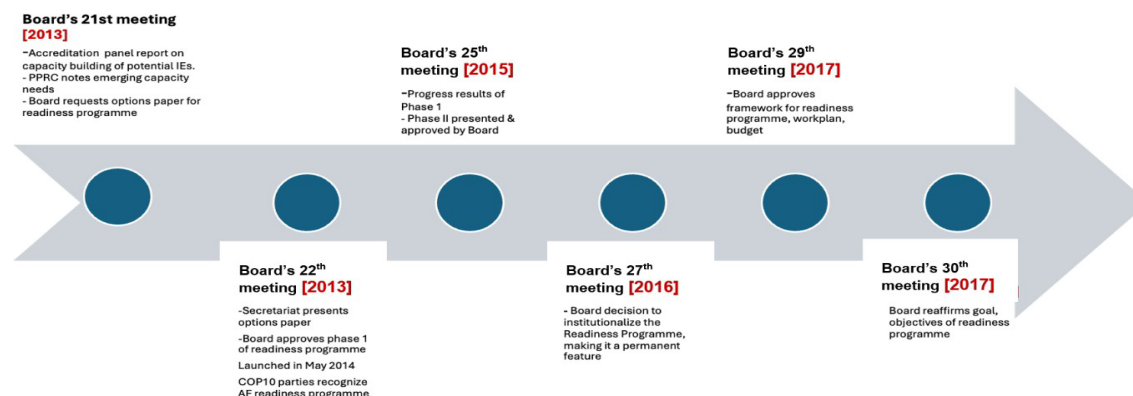 Board's 21st meeting
[2013]
-Accreditation panel report on
capacity building of potential IEs.
- PPRC notes emerging capacity
needs
- Board requests options paper for
readiness programme
Board's 22th
meeting [2013]
-Secretariat presents
options paper
-Board approves phase 1
of readiness programme
Launched in May 2014
COP10 parties recognize
AF readiness programme
Board's 25th
meeting [2015]
-Progress results of
Phase 1
- Phase II presented &
approved by Board
Board's 27th
meeting [2016]
- Board decision to
institutionalize the
Readiness Programme,
making it a permanent
feature
Board's 29th
meeting [2017]
-Board approves
framework for readiness
programme, workplan,
budget
Board's 30th
meeting [2017]
Board reaffirms goal,
objectives of readiness
programme